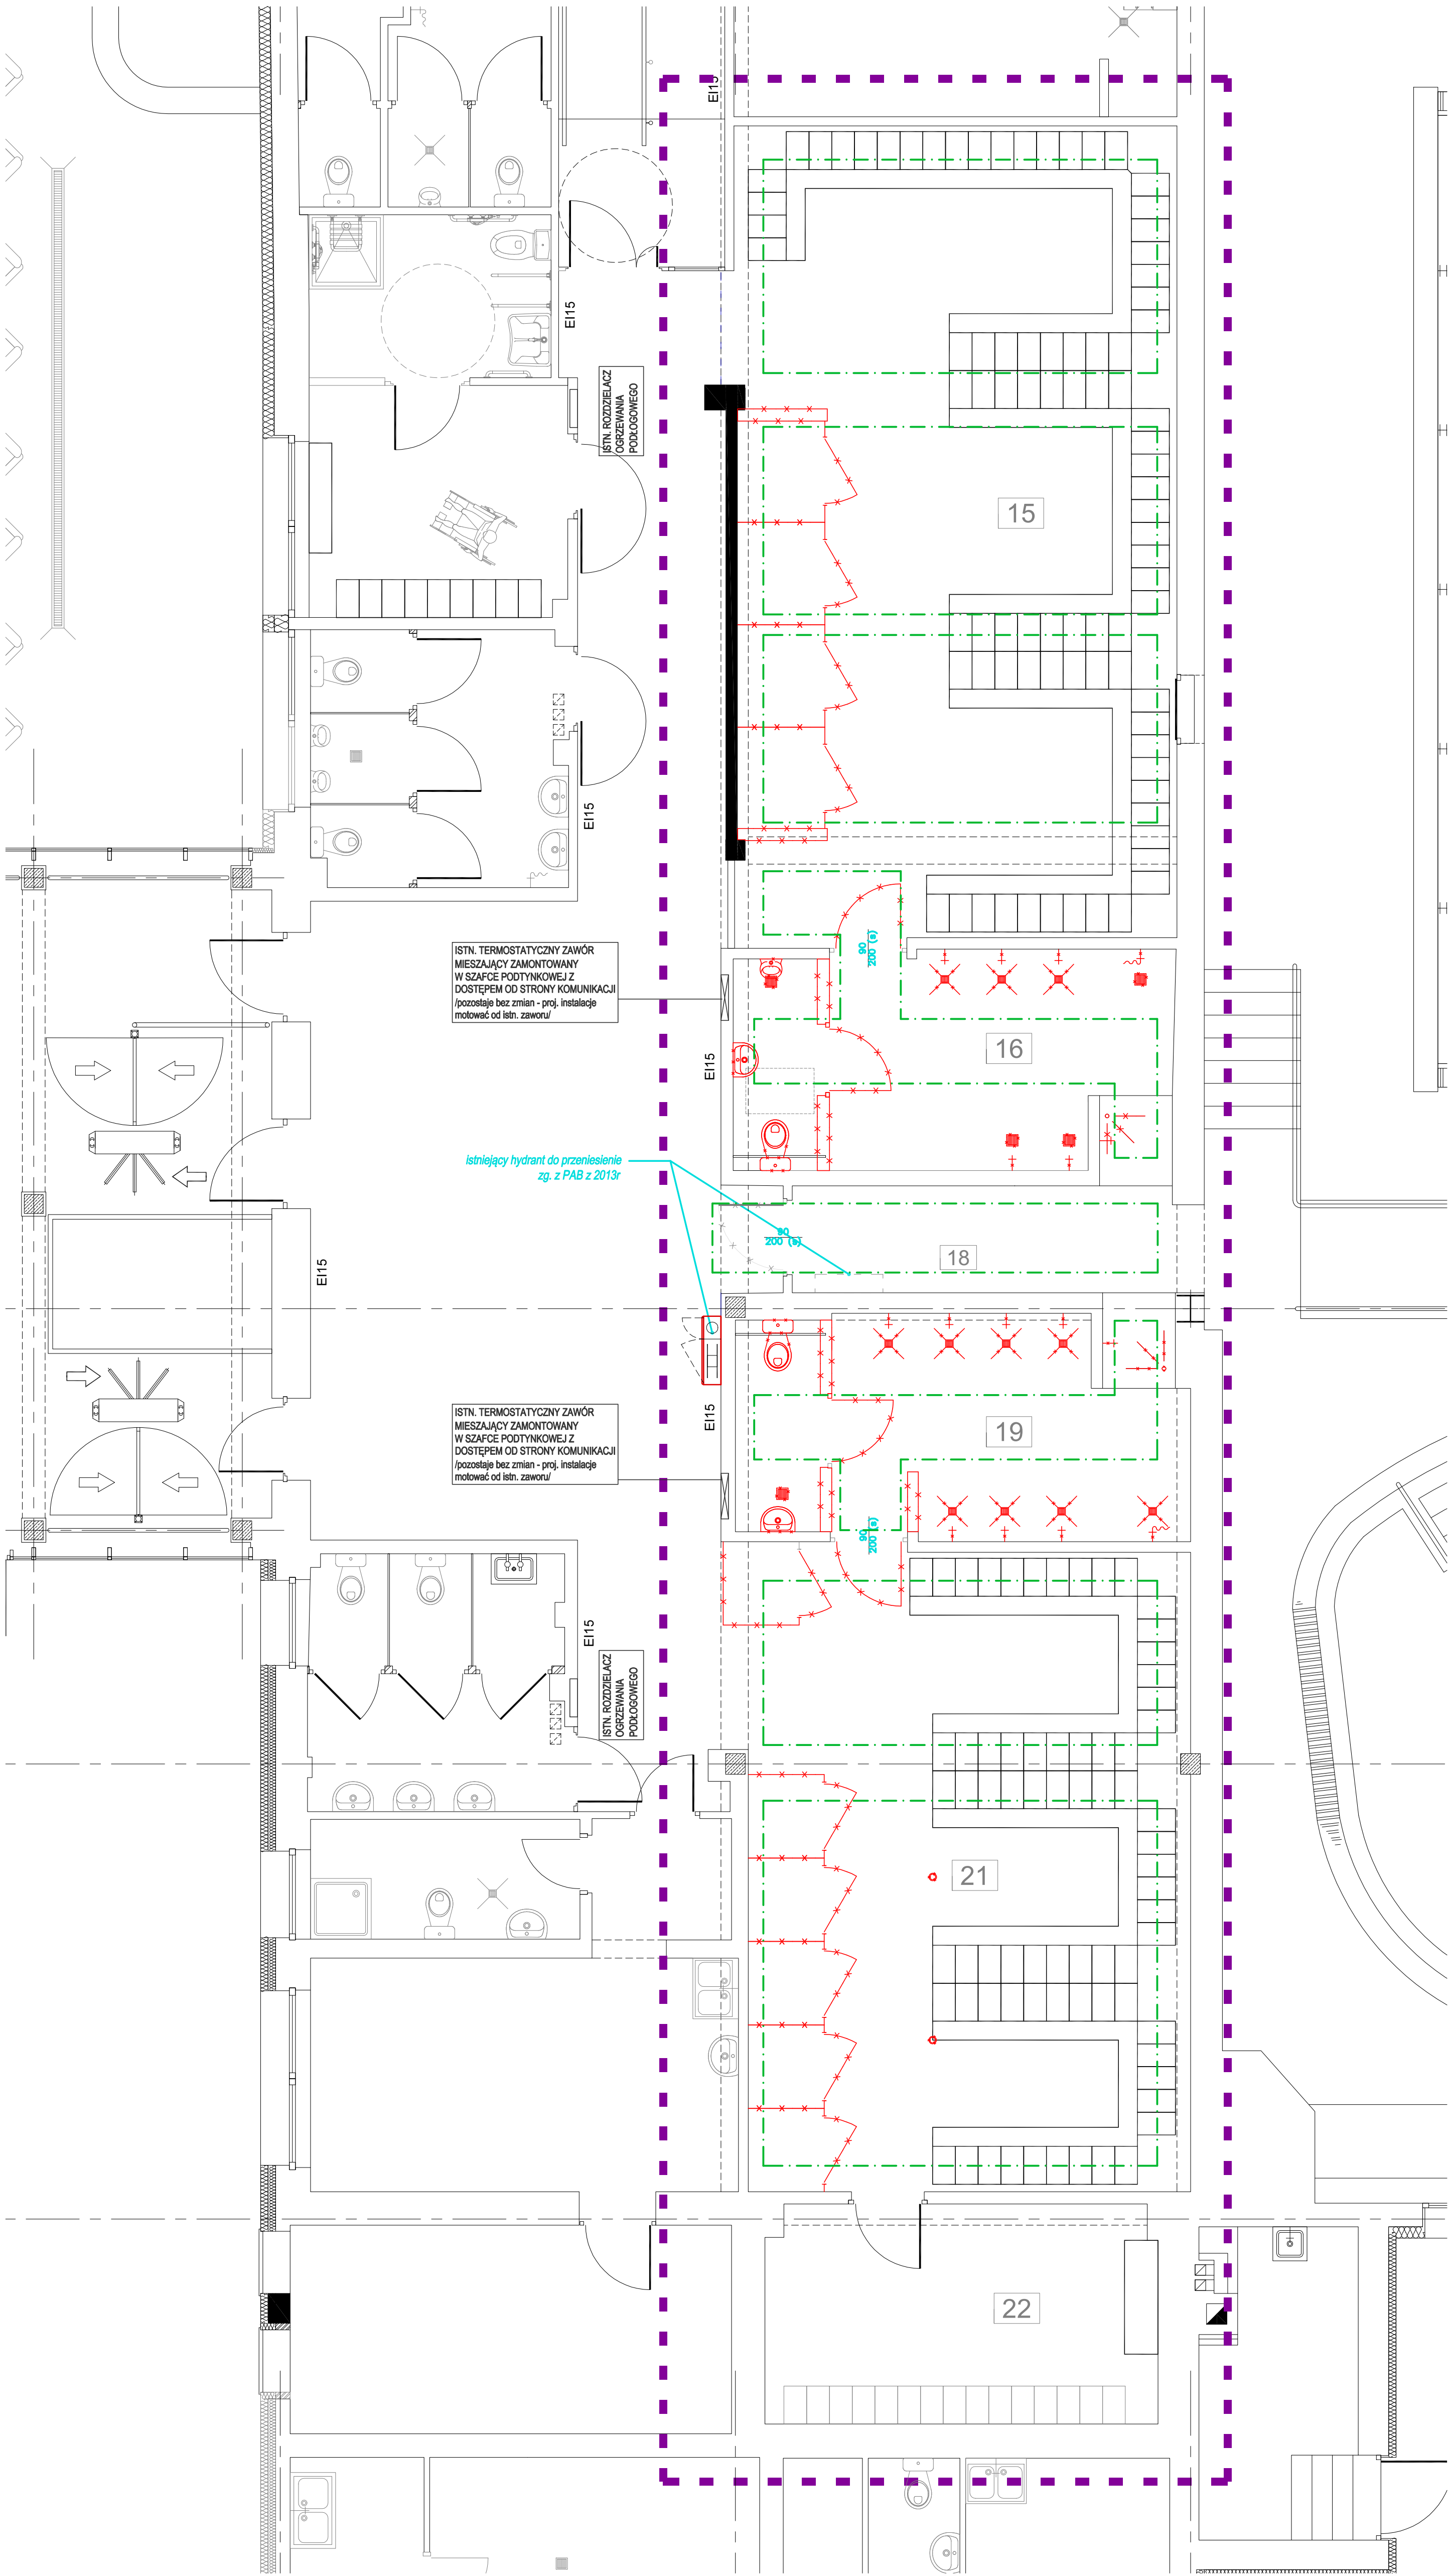 EI15
EI15
ISTN. ROZDZIELACZ
OGRZEWANIA
PODŁOGOWEGO
15
EI15
90
200 (s)
ISTN. TERMOSTATYCZNY ZAWÓR
MIESZAJĄCY ZAMONTOWANY
W SZAFCE PODTYNKOWEJ Z
DOSTĘPEM OD STRONY KOMUNIKACJI
/pozostaje bez zmian - proj. instalacje
motować od istn. zaworu/
16
EI15
istniejący hydrant do przeniesienie
zg. z PAB z 2013r
90
200 (s)
18
EI15
ISTN. TERMOSTATYCZNY ZAWÓR
MIESZAJĄCY ZAMONTOWANY
W SZAFCE PODTYNKOWEJ Z
DOSTĘPEM OD STRONY KOMUNIKACJI
/pozostaje bez zmian - proj. instalacje
motować od istn. zaworu/
EI15
19
90
200 (s)
EI15
ISTN. ROZDZIELACZ
OGRZEWANIA
PODŁOGOWEGO
21
22